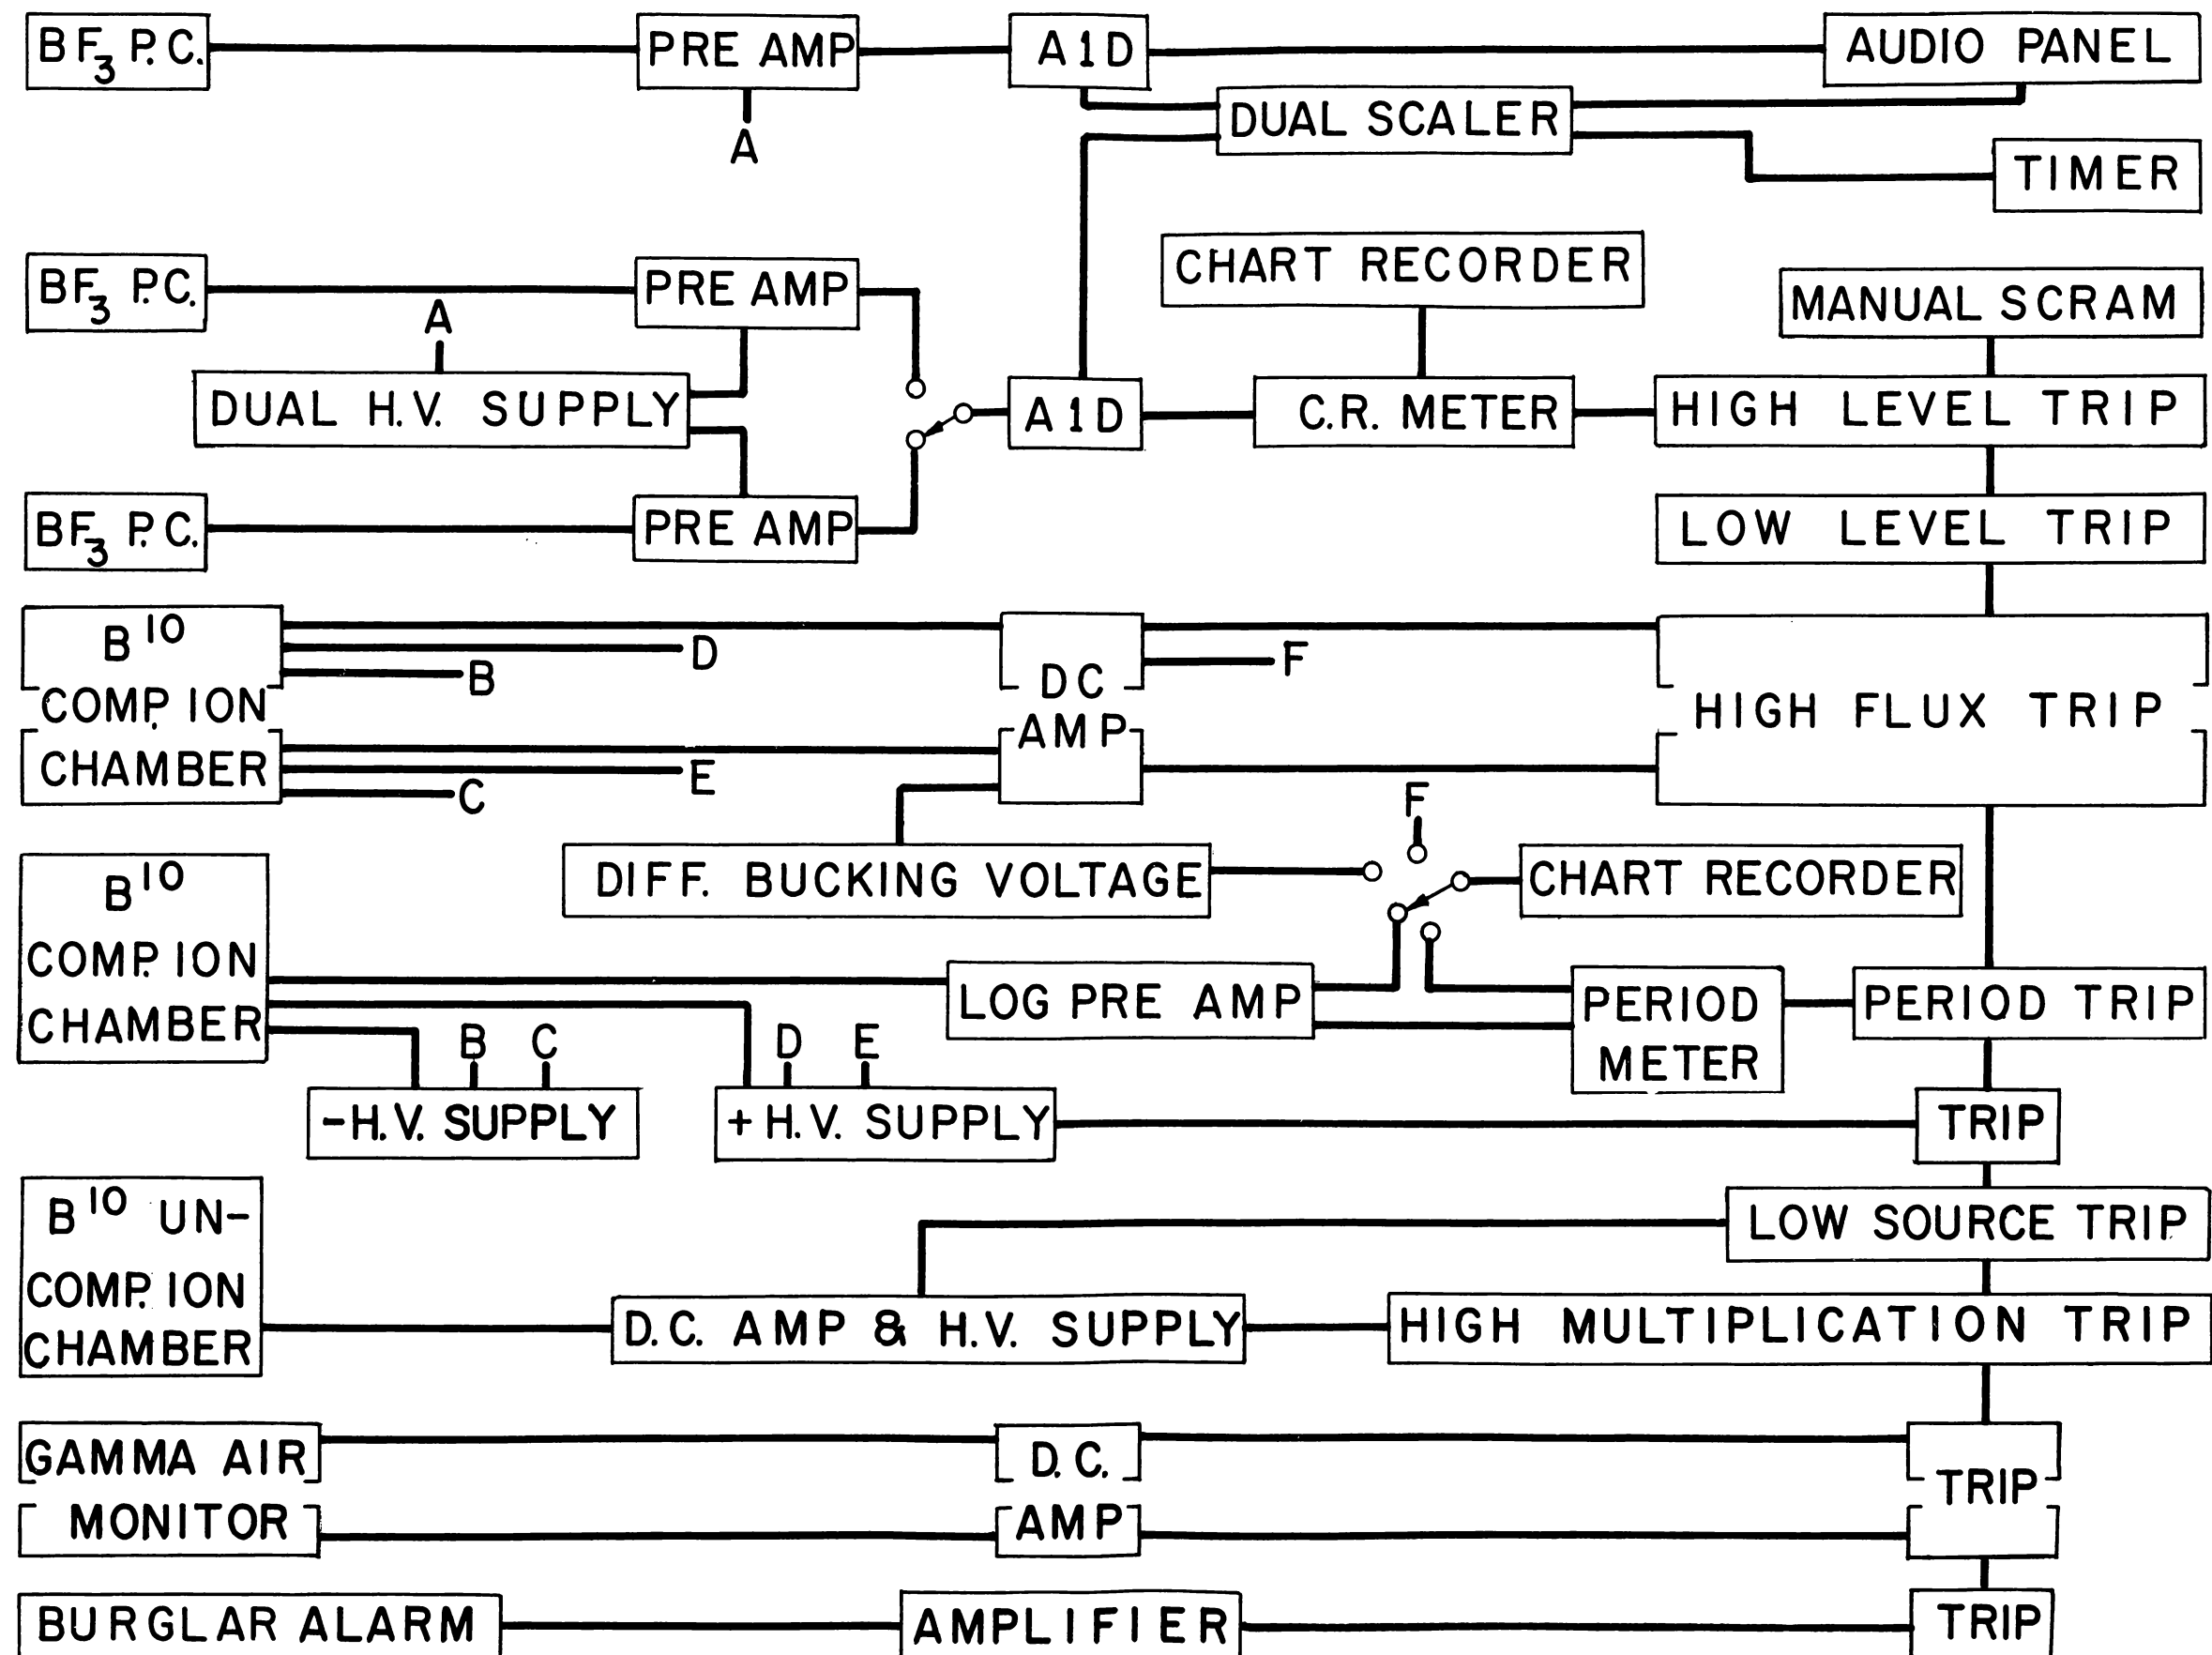 BF3 P.C.
PRE AMP
A1D
AUDIO PANEL
A
DUAL SCALER
TIMER
CHART RECORDER
BF3 P.C.
PRE AMP
MANUAL SCRAM
A
DUAL H.V. SUPPLY
A1D
C.R. METER
HIGH LEVEL TRIP
BF3 P.C.
PRE AMP
LOW LEVEL TRIP
B10
COMP. ION
CHAMBER
D
B
E
C
DC
AMP
F
HIGH FLUX TRIP
DIFF. BUCKING VOLTAGE
F
CHART RECORDER
B10
COMP. ION
CHAMBER
LOG PRE AMP
PERIOD
METER
PERIOD TRIP
B
C
D
E
-H.V. SUPPLY
+H.V. SUPPLY
TRIP
B10 UN-
COMP. ION
CHAMBER
LOW SOURCE TRIP
D.C. AMP & H.V. SUPPLY
HIGH MULTIPLICATION TRIP
GAMMA AIR
MONITOR
D.C.
AMP
TRIP
BURGLAR ALARM
AMPLIFIER
TRIP